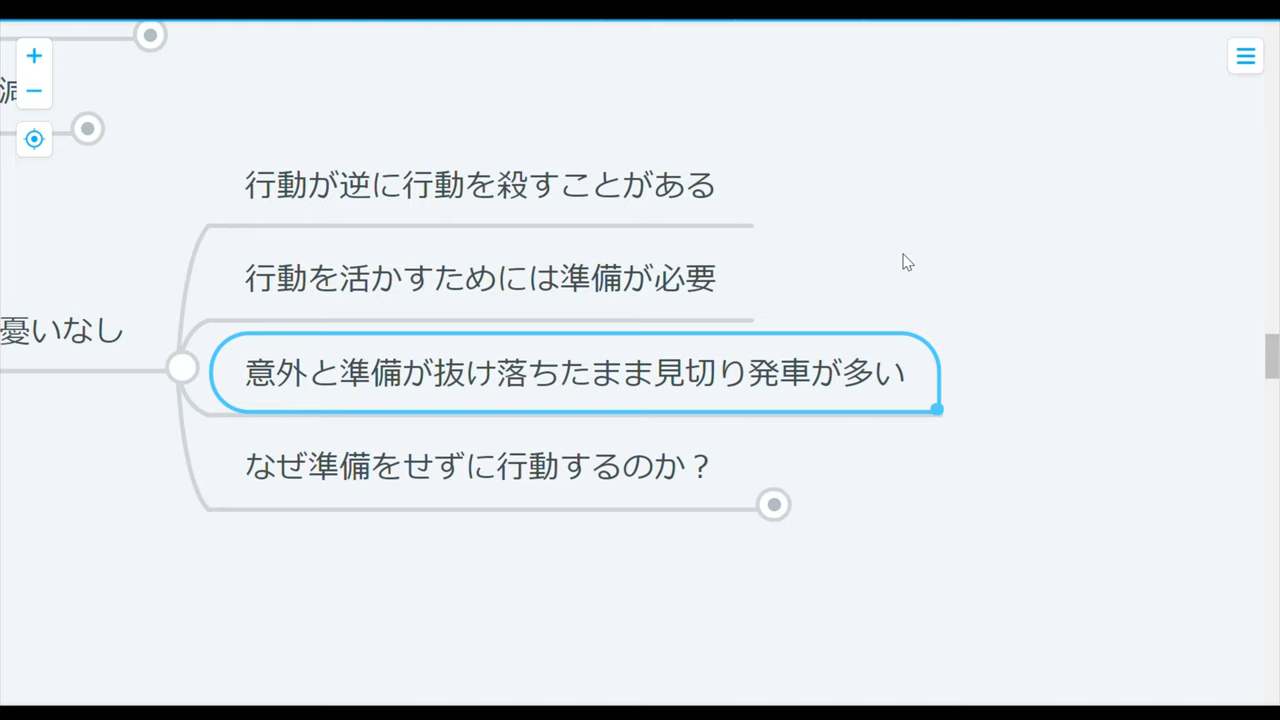 行動が逆に行動を殺すことがある
行動を活かすためには準備が必要
憂いなし
意外と準備が抜け落ちたまま見切り発車が多い
なぜ準備をせずに行動するのか？